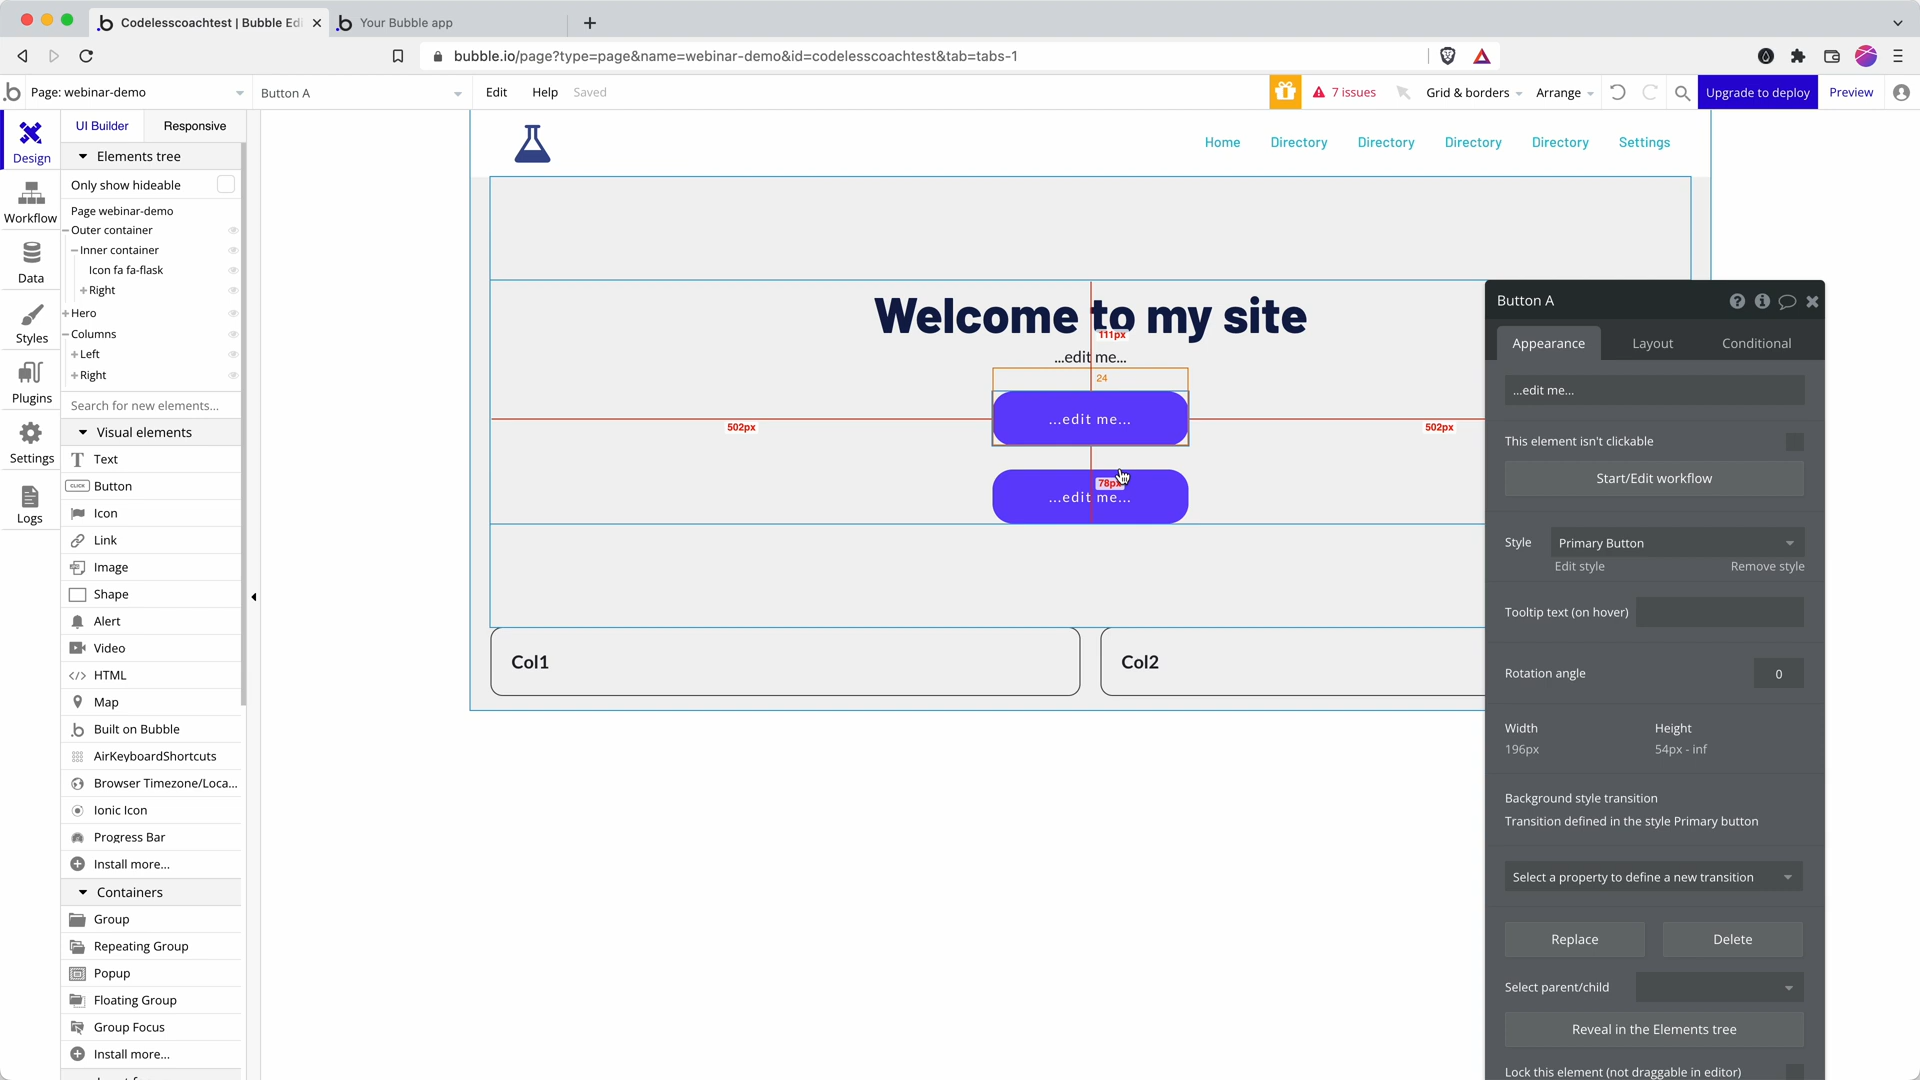 Codelesscoachtest | Bubble Edi
Your Bubble app
bubble.io/page?type=page&name=webinar-demo&id=codelesscoachtest&tab=tabs-1
Page: webinar-demo
Button A
Edit
Help
Saved
7 issues
Grid & borders
Arrange
Upgrade to deploy
Preview
Design
Workflow
Data
Styles
Plugins
Settings
Logs
UI Builder
Responsive
Elements tree
Only show hideable
Page webinar-demo
Outer container
Inner container
Icon fa fa-flask
Right
Hero
Columns
Left
Right
Search for new elements...
Visual elements
Text
CLICK
Button
Icon
Link
Image
Shape
Alert
Video
HTML
Map
Built on Bubble
AirKeyboardShortcuts
Browser Timezone/Loca...
Ionic Icon
Progress Bar
Install more...
Containers
Group
Repeating Group
Popup
Floating Group
Group Focus
Install more...
Home
Directory
Directory
Directory
Directory
Settings
Welcome to my site
111px
...edit me...
24
...edit me...
502px
502px
78px
...edit me...
Col1
Col2
Button A
Appearance
Layout
Conditional
...edit me...
This element isn't clickable
Start/Edit workflow
Style
Primary Button
Edit style
Remove style
Tooltip text (on hover)
Rotation angle
0
Width
Height
196px
54px - inf
Background style transition
Transition defined in the style Primary button
Select a property to define a new transition
Replace
Delete
Select parent/child
Reveal in the Elements tree
Lock this element (not draggable in editor)